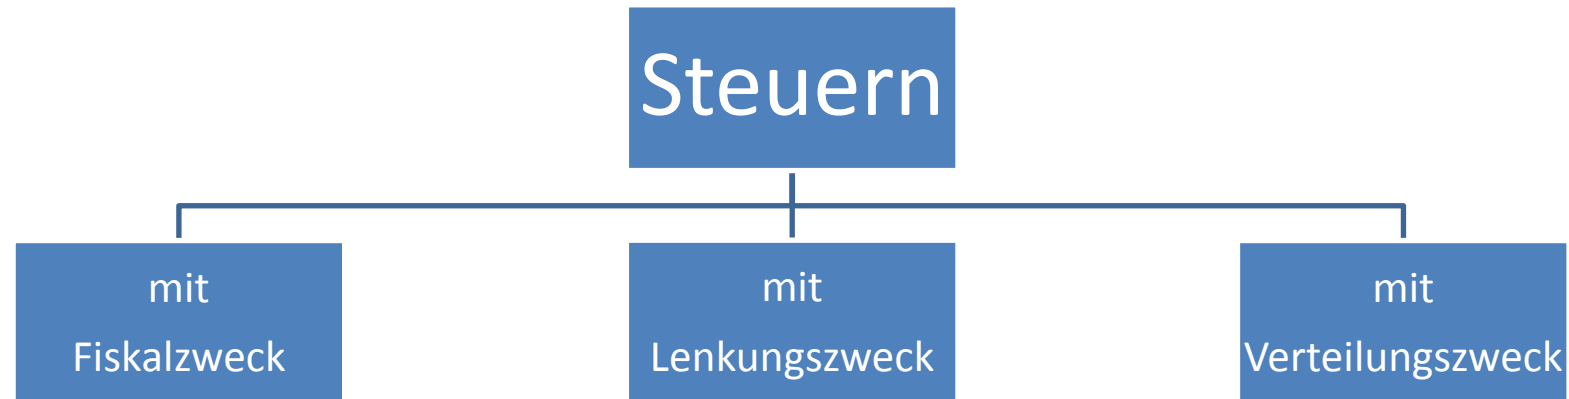 Steuern
mit
Fiskalzweck
mit
Lenkungszweck
mit
Verteilungszweck